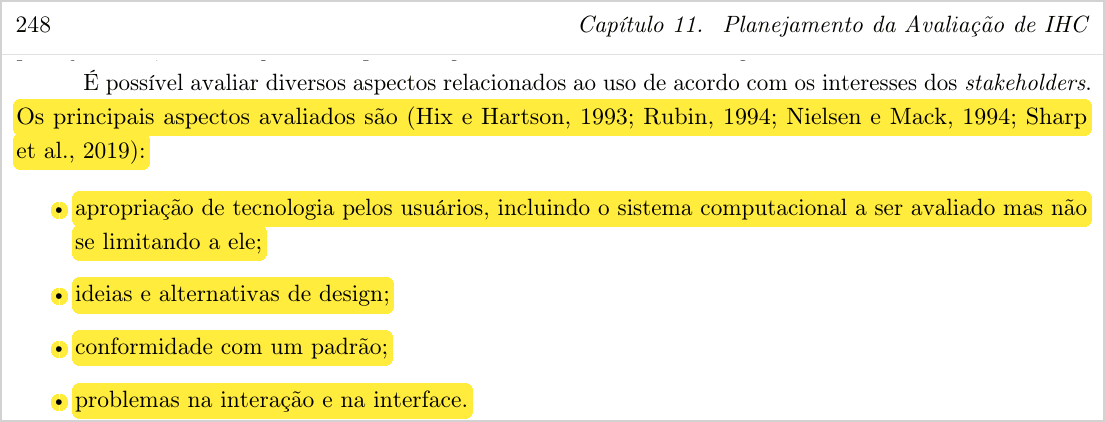 248 Capítulo 11. Planejamento da Avaliação de IHC
É possível avaliar diversos aspectos relacionados ao uso de acordo com os interesses dos stakeholders.
Os principais aspectos avaliados são (Hix e Hartson, 1993; Rubin, 1994; Nielsen e Mack, 1994; Sharp
et al., 2019):
• apropriação de tecnologia pelos usuários, incluindo o sistema computacional a ser avaliado mas não
se limitando a ele;
• ideias e alternativas de design;
• conformidade com um padrão;
• problemas na interação e na interface.